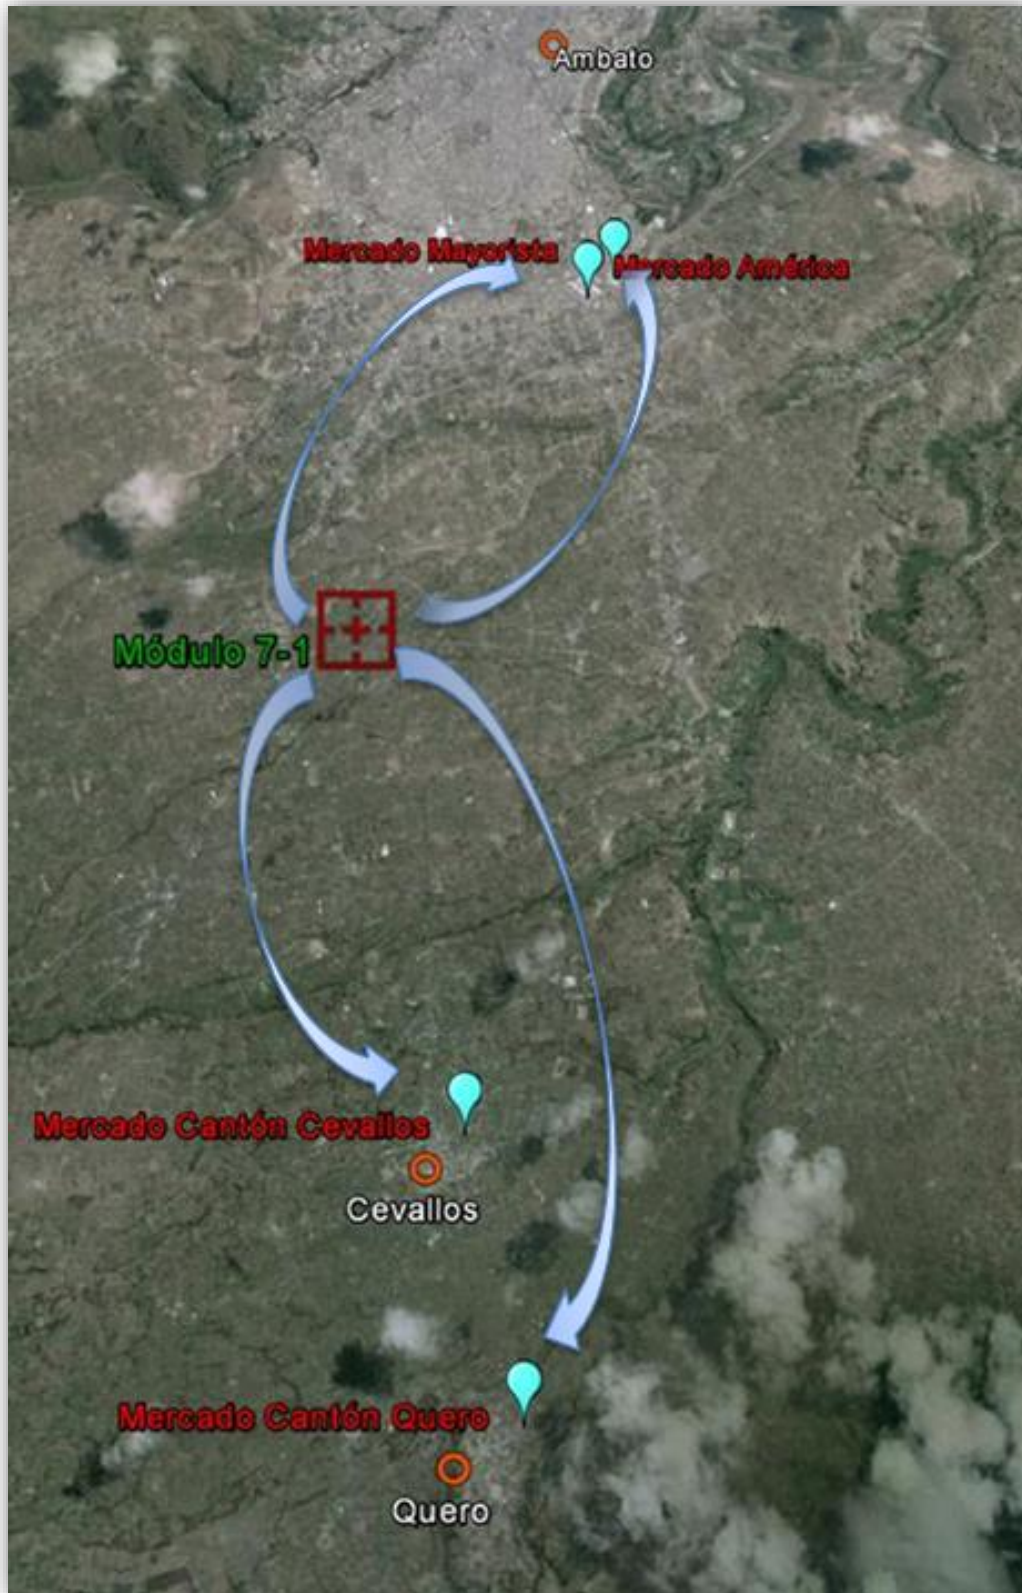 Ambato
Mercado Mayorista
Mercado América
Módulo 7-1
Mercado Cantón Cevallos
Cevallos
Mercado Cantón Quero
Quero